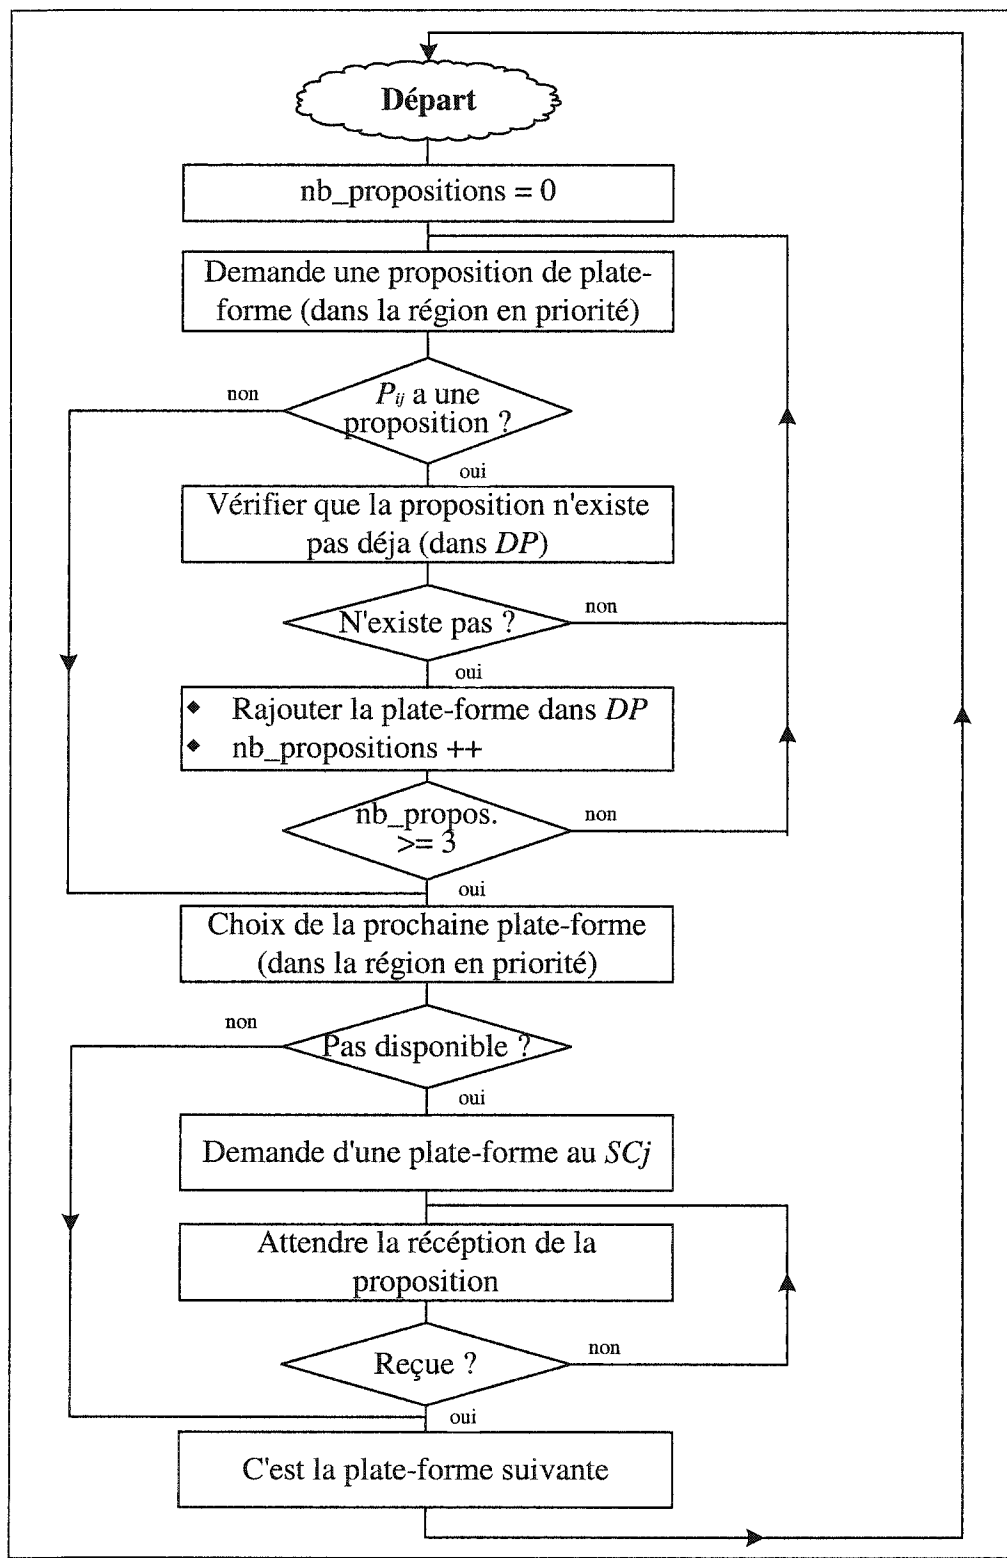 Départ
nb_propositions = 0
Demande une proposition de plate-
forme (dans la région en priorité)
non
Pij a une
proposition ?
oui
Vérifier que la proposition n'existe
pas déja (dans DP)
N'existe pas ?
non
oui
◆ Rajouter la plate-forme dans DP
◆ nb_propositions ++
nb_propos.
>= 3
non
oui
Choix de la prochaine plate-forme
(dans la région en priorité)
non
Pas disponible ?
oui
Demande d'une plate-forme au SCj
Attendre la récéption de la
proposition
Reçue ?
non
oui
C'est la plate-forme suivante